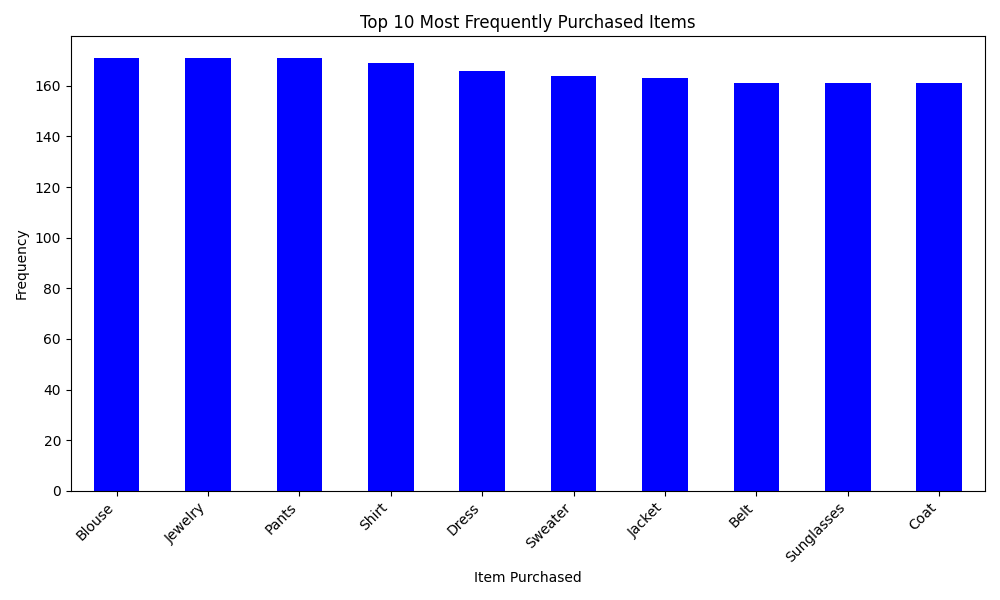 Top 10 Most Frequently Purchased Items
Frequency
160
140
120
100
80
60
40
20
0
Blouse
Jewelry
Pants
Shirt
Dress
Sweater
Jacket
Belt
Sunglasses
Coat
Item Purchased